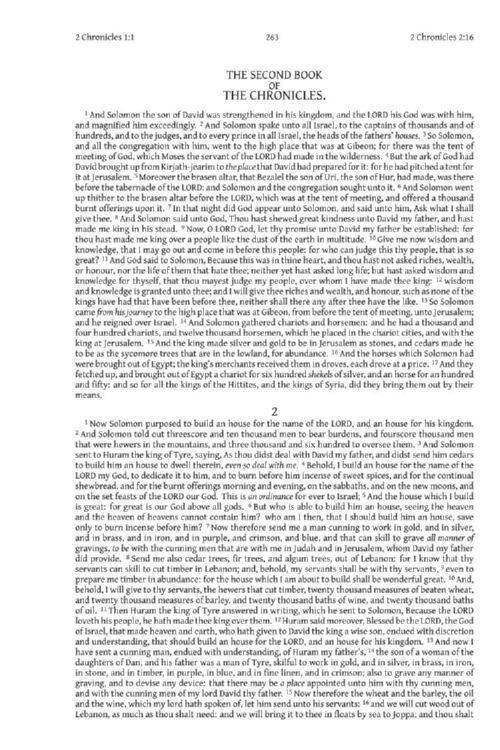 2 Chronicles 1:1 263 2 Chronicles 2:16
THE SECOND BOOK
OF
THE CHRONICLES.
1 And Solomon the son of David was strengthened in his kingdom, and the LORD his God was with him,
and magnified him exceedingly. 2 And Solomon spake unto all Israel, to the captains of thousands and of
hundreds, and to the judges, and to every prince in all Israel, the heads of the fathers' houses. 3 So Solomon,
and all the congregation with him, went to the high place that was at Gibeon; for there was the tent of
meeting of God, which Moses the servant of the LORD had made in the wilderness. 4 But the ark of God had
David brought up from Kirjath-jearim to the place that David had prepared for it: for he had pitched a tent for
it at Jerusalem. 5 Moreover the brasen altar, that Bezalel the son of Uri, the son of Hur, had made, was there
before the tabernacle of the LORD: and Solomon and the congregation sought unto it. 6 And Solomon went
up thither to the brasen altar before the LORD, which was at the tent of meeting, and offered a thousand
burnt offerings upon it. 7 In that night did God appear unto Solomon, and said unto him, Ask what I shall
give thee. 8 And Solomon said unto God, Thou hast shewed great kindness unto David my father, and hast
made me king in his stead. 9 Now, O LORD God, let thy promise unto David my father be established: for
thou hast made me king over a people like the dust of the earth in multitude. 10 Give me now wisdom and
knowledge, that I may go out and come in before this people: for who can judge this thy people, that is so
great? 11 And God said to Solomon, Because this was in thine heart, and thou hast not asked riches, wealth,
or honour, nor the life of them that hate thee; neither yet hast asked long life; but hast asked wisdom and
knowledge for thyself, that thou mayest judge my people, over whom I have made thee king: 12 wisdom
and knowledge is granted unto thee; and I will give thee riches and wealth, and honour, such as none of the
kings have had that have been before thee, neither shall there any after thee have the like. 13 So Solomon
came from his journey to the high place that was at Gibeon, from before the tent of meeting, unto Jerusalem;
and he reigned over Israel. 14 And Solomon gathered chariots and horsemen: and he had a thousand and
four hundred chariots, and twelve thousand horsemen, which he placed in the chariot cities, and with the
king at Jerusalem. 15 And the king made silver and gold to be in Jerusalem as stones, and cedars made he
to be as the sycomore trees that are in the lowland, for abundance. 16 And the horses which Solomon had
were brought out of Egypt; the king's merchants received them in droves, each drove at a price. 17 And they
fetched up, and brought out of Egypt a chariot for six hundred shekels of silver, and an horse for an hundred
and fifty: and so for all the kings of the Hittites, and the kings of Syria, did they bring them out by their
means.
2
1 Now Solomon purposed to build an house for the name of the LORD, and an house for his kingdom.
2 And Solomon told out threescore and ten thousand men to bear burdens, and fourscore thousand men
that were hewers in the mountains, and three thousand and six hundred to oversee them. 3 And Solomon
sent to Huram the king of Tyre, saying, As thou didst deal with David my father, and didst send him cedars
to build him an house to dwell therein, even so deal with me. 4 Behold, I build an house for the name of the
LORD my God, to dedicate it to him, and to burn before him incense of sweet spices, and for the continual
shewbread, and for the burnt offerings morning and evening, on the sabbaths, and on the new moons, and
on the set feasts of the LORD our God. This is an ordinance for ever to Israel; 5 And the house which I build
is great: for great is our God above all gods. 6 But who is able to build him an house, seeing the heaven
and the heaven of heavens cannot contain him? who am I then, that I should build him an house, save
only to burn incense before him? 7 Now therefore send me a man cunning to work in gold, and in silver,
and in brass, and in iron, and in purple, and crimson, and blue, and that can skill to grave all manner of
gravings, to be with the cunning men that are with me in Judah and in Jerusalem, whom David my father
did provide. 8 Send me also cedar trees, fir trees, and algum trees, out of Lebanon: for I know that thy
servants can skill to cut timber in Lebanon; and, behold, my servants shall be with thy servants, 9 even to
prepare me timber in abundance: for the house which I am about to build shall be wonderful great. 10 And,
behold, I will give to thy servants, the hewers that cut timber, twenty thousand measures of beaten wheat,
and twenty thousand measures of barley, and twenty thousand baths of wine, and twenty thousand baths
of oil. 11 Then Huram the king of Tyre answered in writing, which he sent to Solomon, Because the LORD
loveth his people, he hath made thee king over them. 12 Huram said moreover, Blessed be the LORD, the God
of Israel, that made heaven and earth, who hath given to David the king a wise son, endued with discretion
and understanding, that should build an house for the LORD, and an house for his kingdom. 13 And now I
have sent a cunning man, endued with understanding, of Huram my father's, 14 the son of a woman of the
daughters of Dan, and his father was a man of Tyre, skilful to work in gold, and in silver, in brass, in iron,
in stone, and in timber, in purple, in blue, and in fine linen, and in crimson; also to grave any manner of
graving, and to devise any device: that there may be a place appointed unto him with thy cunning men,
and with the cunning men of my lord David thy father. 15 Now therefore the wheat and the barley, the oil
and the wine, which my lord hath spoken of, let him send unto his servants: 16 and we will cut wood out of
Lebanon, as much as thou shalt need: and we will bring it to thee in floats by sea to Joppa; and thou shalt